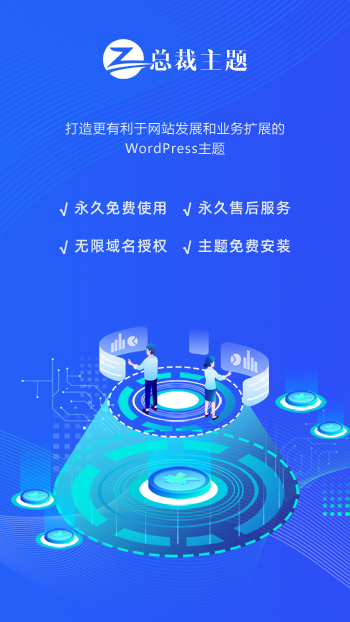 总裁主题
打造更有利于网站发展和业务扩展的
WordPress主题
√ 永久免费使用 √ 永久售后服务
√ 无限域名授权 √ 主题免费安装